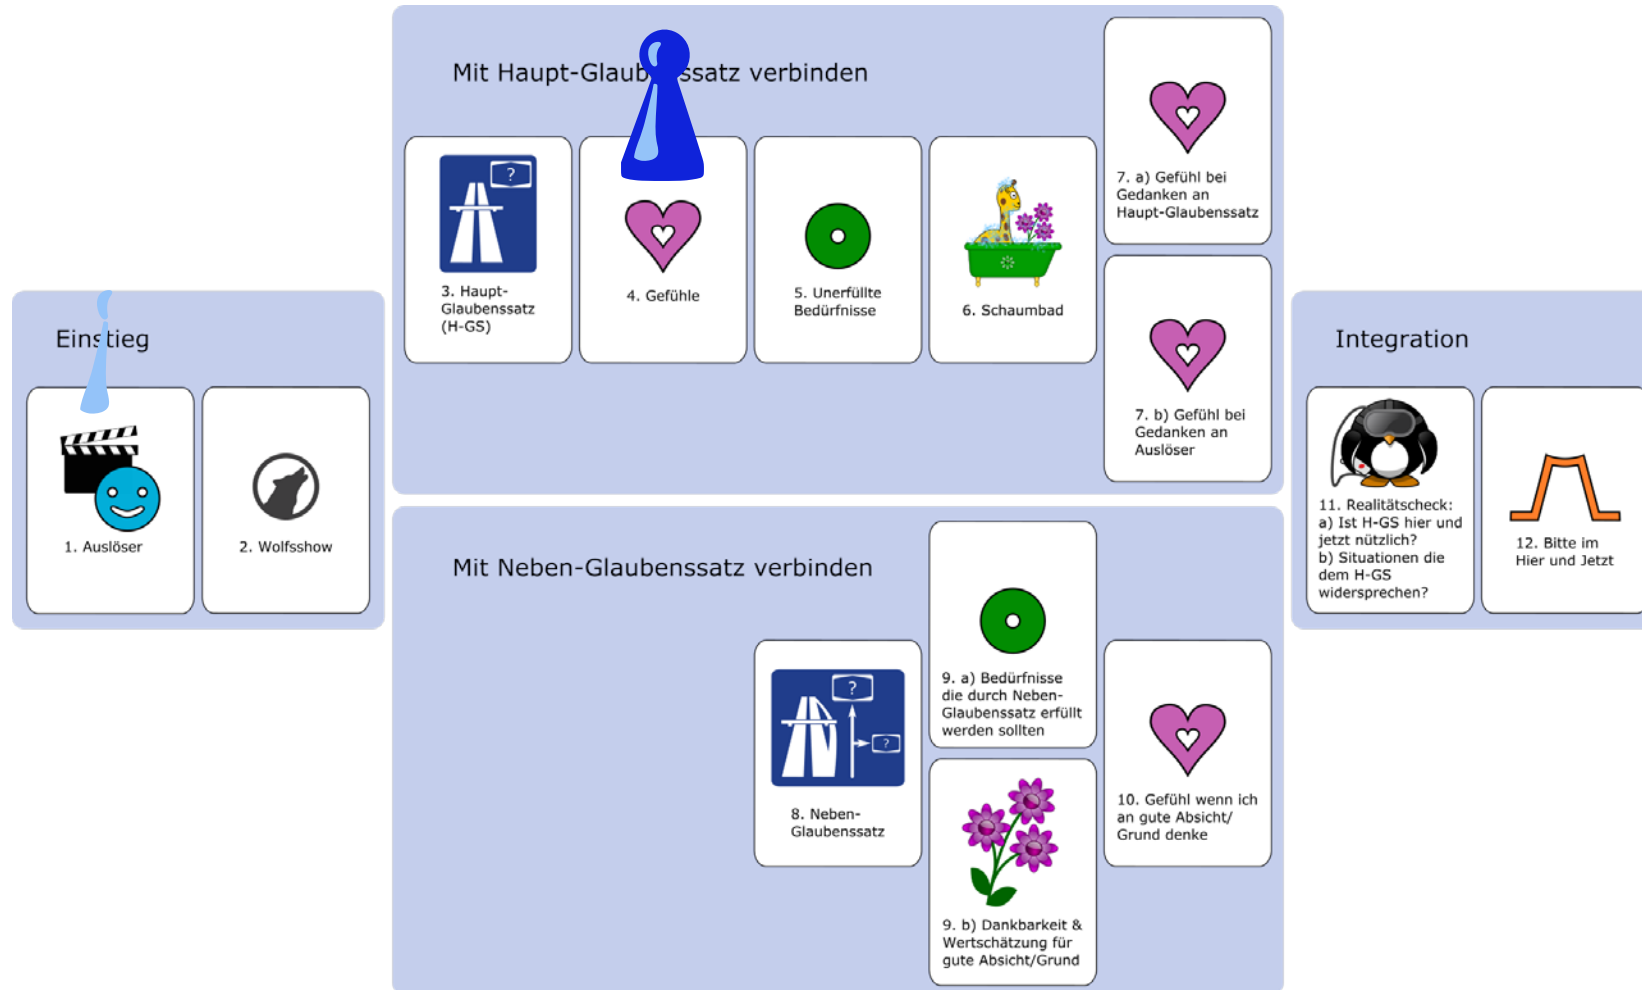 Einstieg
1. Auslöser
2. Wolfsshow
Mit Haupt-Glaubenssatz verbinden
?
3. Haupt-
Glaubenssatz
(H-GS)
4. Gefühle
5. Unerfüllte
Bedürfnisse
6. Schaumbad
7. a) Gefühl bei
Gedanken an
Haupt-Glaubenssatz
7. b) Gefühl bei
Gedanken an
Auslöser
Mit Neben-Glaubenssatz verbinden
?
?
8. Neben-
Glaubenssatz
9. a) Bedürfnisse
die durch Neben-
Glaubenssatz erfüllt
werden sollten
9. b) Dankbarkeit &
Wertschätzung für
gute Absicht/Grund
10. Gefühl wenn ich
an gute Absicht/
Grund denke
Integration
11. Realitätscheck:
a) Ist H-GS hier und
jetzt nützlich?
b) Situationen die
dem H-GS
widersprechen?
12. Bitte im
Hier und Jetzt